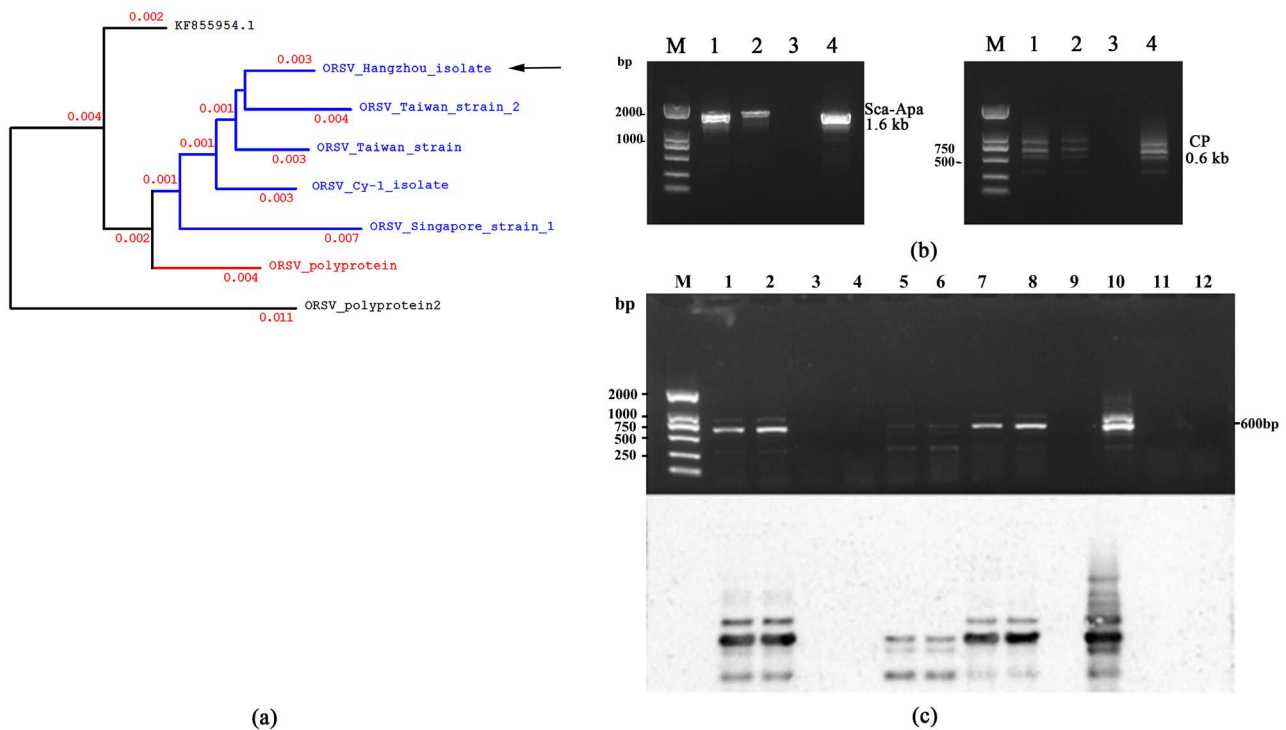 0.002
KF855954.1
0.003
ORSV_Hangzhou_isolate
0.001
ORSV_Taiwan_strain_2
0.004
0.004
0.001
ORSV_Taiwan_strain
0.003
0.001
ORSV_Cy-1_isolate
0.003
ORSV_Singapore_strain_1
0.002
0.007
ORSV_polyprotein
0.004
ORSV_polyprotein2
0.011
(a)
M 1 2 3 4
bp
2000
1000
Sca-Apa
1.6 kb
M 1 2 3 4
750
500
CP
0.6 kb
(b)
M 1 2 3 4 5 6 7 8 9 10 11 12
bp
2000
1000
750
500
250
600bp
(c)